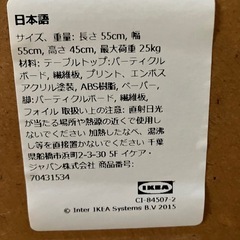 日本語
サイズ、重量: 長さ 55cm, 幅
55cm, 高さ 45cm, 最大荷重 25kg
材料: テーブルトップ:パーティクル
ボード, 繊維板, プリント、エンボス
アクリル塗装, ABS樹脂, ペーパー,
脚:パーティクルボード, 繊維板,
フォイル 取扱い上の注意: 直射日光
が当たる場所や熱源の近くで使用し
ないでください 加熱したなべ、湯沸
し等を直接置かないでください 千葉
県船橋市浜町2-3-30 5F イケア・
ジャパン株式会社 商品番号:
70431534
IKEA
CI-84507-2
© Inter IKEA Systems B.V 2015